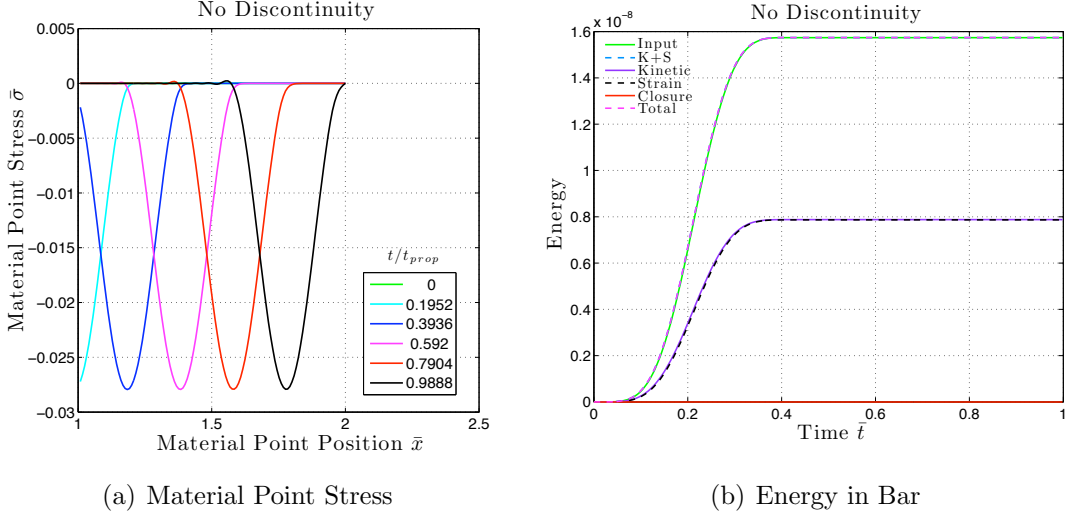 No Discontinuity
0.005
0
−0.005
−0.01
−0.015
−0.02
−0.025
−0.03
Material Point Stress σ̄
1
1.5
2
2.5
Material Point Position x̄
t/t_prop
0
0.1952
0.3936
0.592
0.7904
0.9888
(a) Material Point Stress
No Discontinuity
x 10⁻⁸
1.6
1.4
1.2
1
0.8
0.6
0.4
0.2
0
Energy
Input
K+S
Kinetic
Strain
Closure
Total
0
0.2
0.4
0.6
0.8
1
Time t̄
(b) Energy in Bar